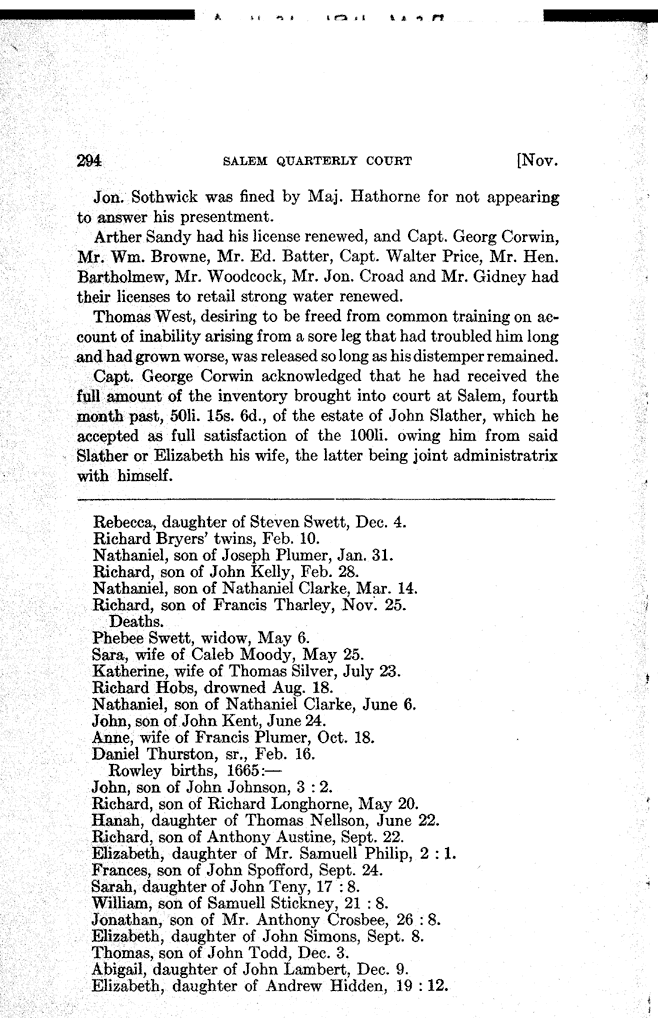 294 SALEM QUARTERLY COURT [Nov.
Jon. Sothwick was fined by Maj. Hathorne for not appearing
to answer his presentment.
Arther Sandy had his license renewed, and Capt. Georg Corwin,
Mr. Wm. Browne, Mr. Ed. Batter, Capt. Walter Price, Mr. Hen.
Bartholmew, Mr. Woodcock, Mr. Jon. Croad and Mr. Gidney had
their licenses to retail strong water renewed.
Thomas West, desiring to be freed from common training on ac-
count of inability arising from a sore leg that had troubled him long
and had grown worse, was released so long as his distemper remained.
Capt. George Corwin acknowledged that he had received the
full amount of the inventory brought into court at Salem, fourth
month past, 50li. 15s. 6d., of the estate of John Slather, which he
accepted as full satisfaction of the 100li. owing him from said
Slather or Elizabeth his wife, the latter being joint administratrix
with himself.
Rebecca, daughter of Steven Swett, Dec. 4.
Richard Bryers' twins, Feb. 10.
Nathaniel, son of Joseph Plumer, Jan. 31.
Richard, son of John Kelly, Feb. 28.
Nathaniel, son of Nathaniel Clarke, Mar. 14.
Richard, son of Francis Tharley, Nov. 25.
Deaths.
Phebee Swett, widow, May 6.
Sara, wife of Caleb Moody, May 25.
Katherine, wife of Thomas Silver, July 23.
Richard Hobs, drowned Aug. 18.
Nathaniel, son of Nathaniel Clarke, June 6.
John, son of John Kent, June 24.
Anne, wife of Francis Plumer, Oct. 18.
Daniel Thurston, sr., Feb. 16.
Rowley births, 1665:—
John, son of John Johnson, 3 : 2.
Richard, son of Richard Longhorne, May 20.
Hanah, daughter of Thomas Nellson, June 22.
Richard, son of Anthony Austine, Sept. 22.
Elizabeth, daughter of Mr. Samuell Philip, 2 : 1.
Frances, son of John Spofford, Sept. 24.
Sarah, daughter of John Teny, 17 : 8.
William, son of Samuell Stickney, 21 : 8.
Jonathan, son of Mr. Anthony Crosbee, 26 : 8.
Elizabeth, daughter of John Simons, Sept. 8.
Thomas, son of John Todd, Dec. 3.
Abigail, daughter of John Lambert, Dec. 9.
Elizabeth, daughter of Andrew Hidden, 19 : 12.